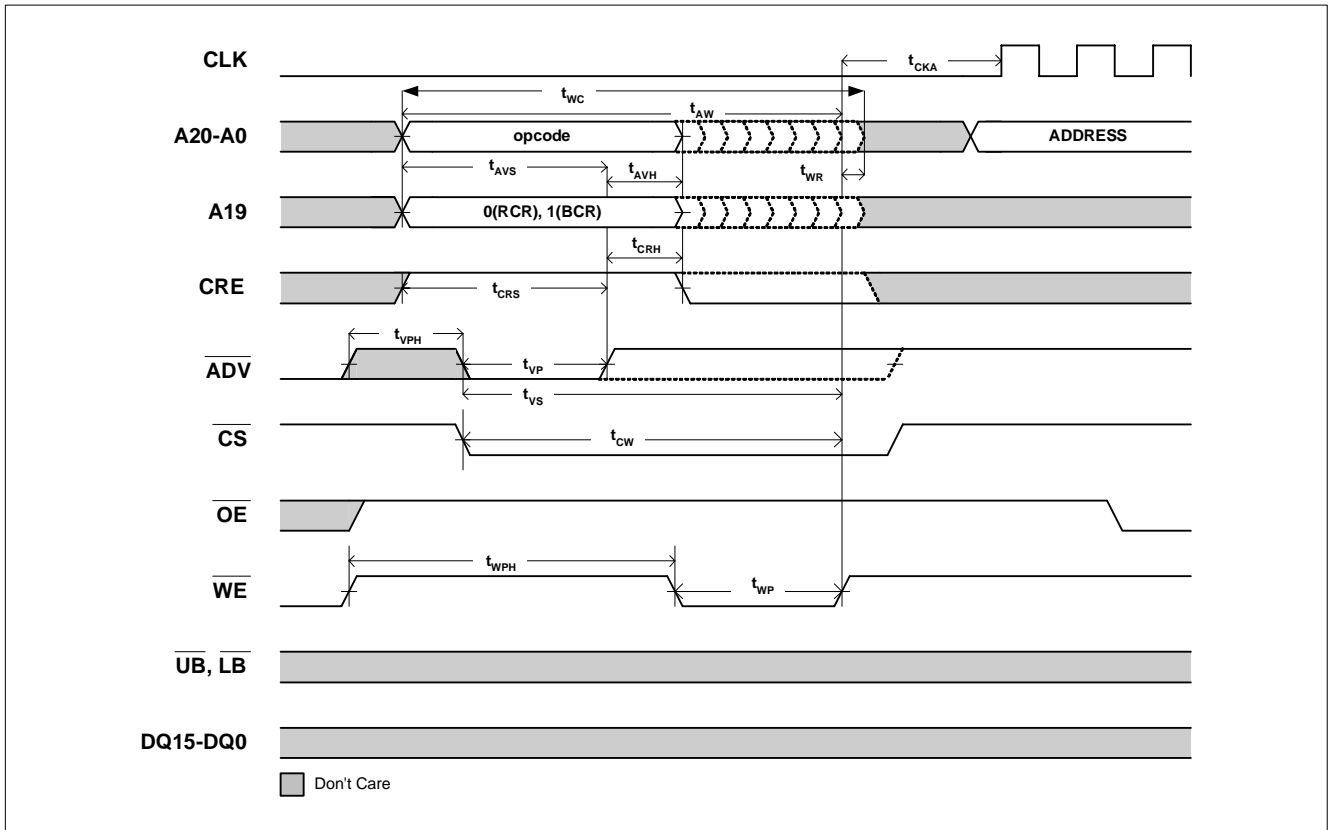 CLK
tCKA
tWC
tAW
A20-A0
opcode
ADDRESS
tAVS
tAVH
tWR
A19
0(RCR), 1(BCR)
tCRH
CRE
tCRS
tVPH
ADV
tVP
tVS
CS
tCW
OE
tWPH
WE
tWP
UB, LB
DQ15-DQ0
Don't Care